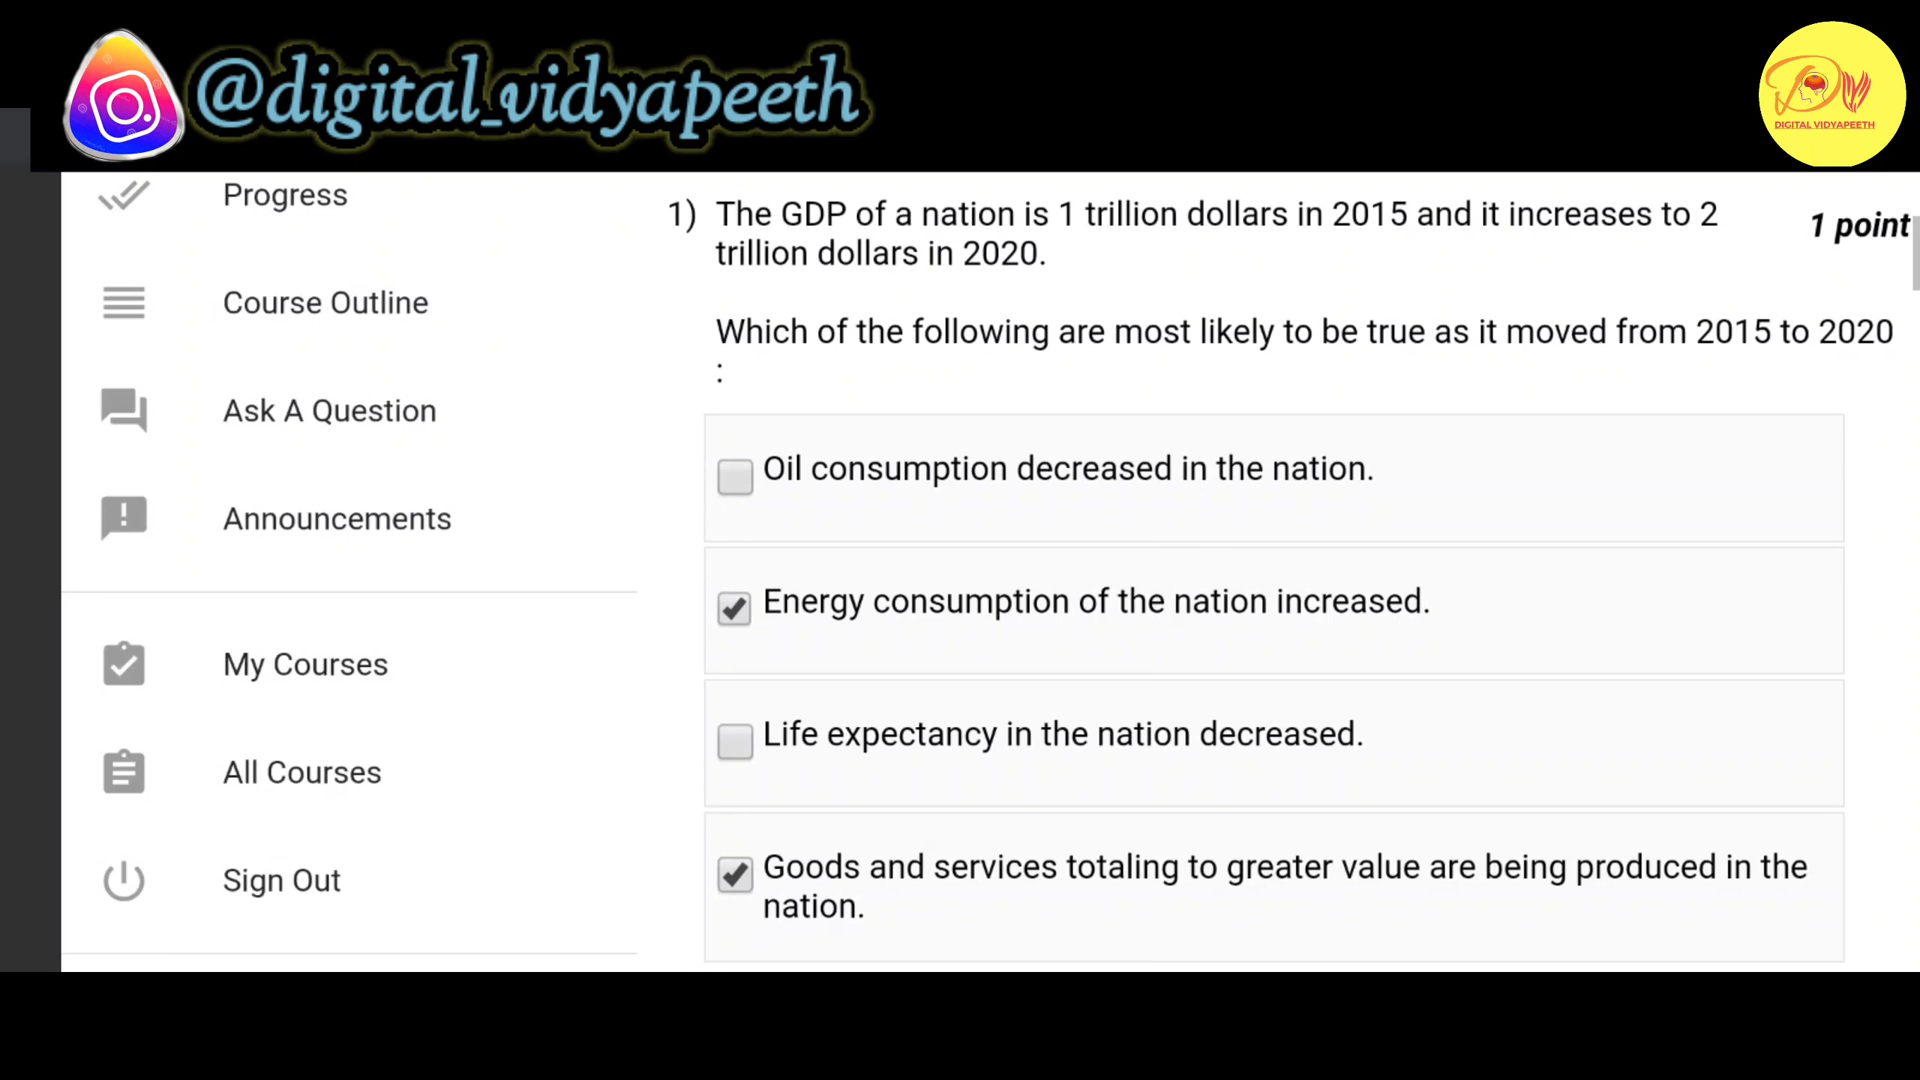 @digital_vidyapeeth
DV
DIGITAL VIDYAPEETH
Progress
Course Outline
Ask A Question
Announcements
My Courses
All Courses
Sign Out
1) The GDP of a nation is 1 trillion dollars in 2015 and it increases to 2
trillion dollars in 2020.
1 point
Which of the following are most likely to be true as it moved from 2015 to 2020
:
Oil consumption decreased in the nation.
Energy consumption of the nation increased.
Life expectancy in the nation decreased.
Goods and services totaling to greater value are being produced in the
nation.